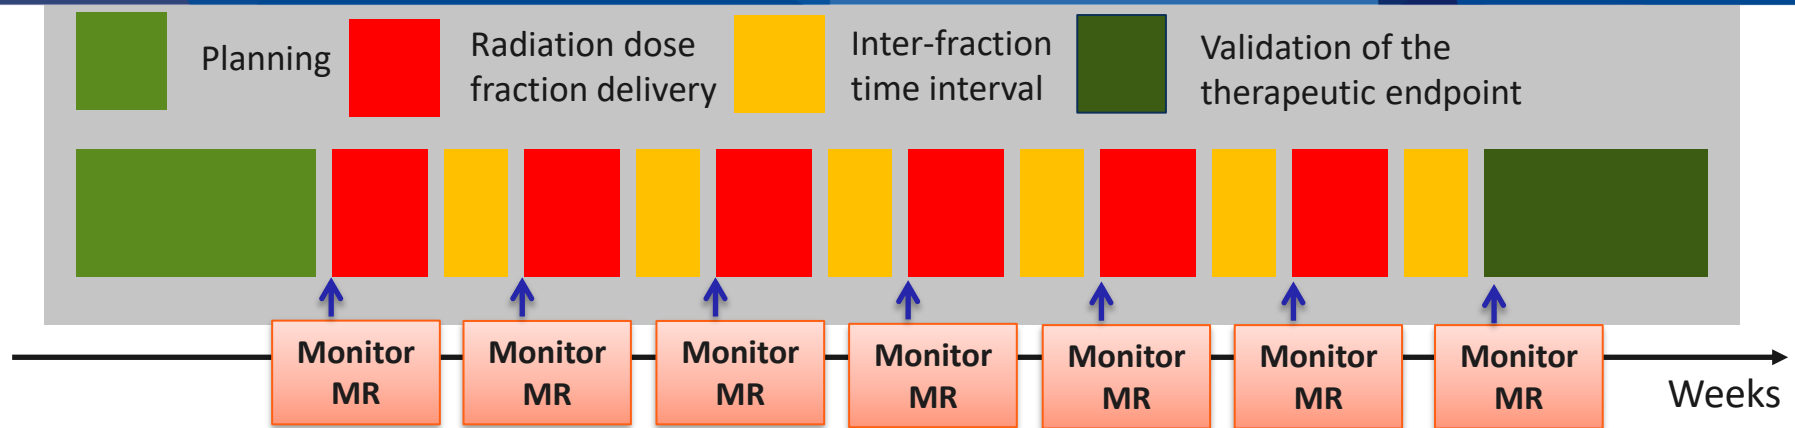 Planning
Radiation dose
fraction delivery
Inter-fraction
time interval
Validation of the
therapeutic endpoint
Monitor
MR
Monitor
MR
Monitor
MR
Monitor
MR
Monitor
MR
Monitor
MR
Monitor
MR
Weeks